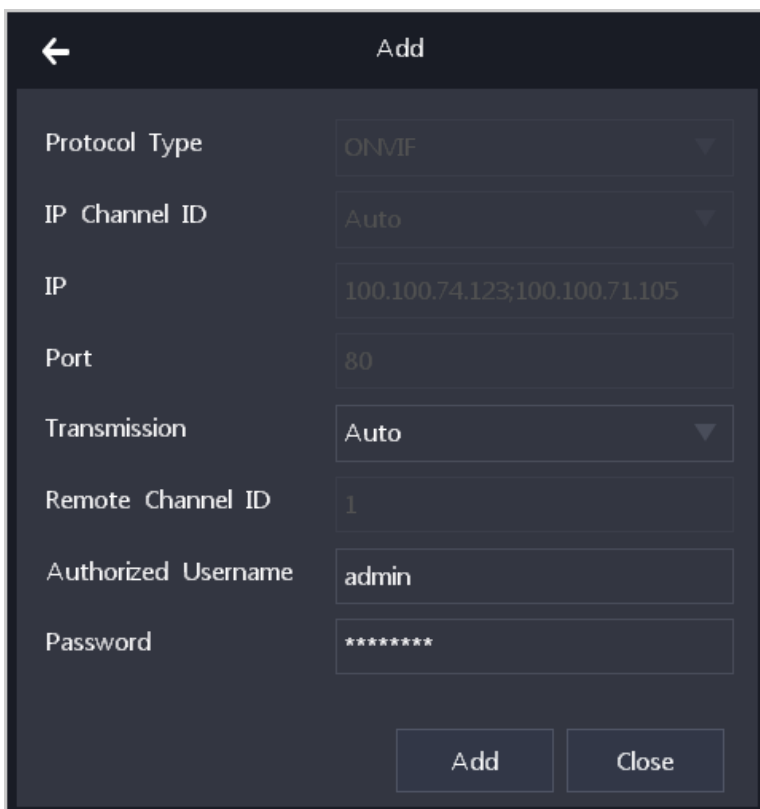 Add
Protocol Type ONVIF
IP Channel ID Auto
IP 100.100.74.123;100.100.71.105
Port 80
Transmission Auto
Remote Channel ID 1
Authorized Username admin
Password ********
Add Close